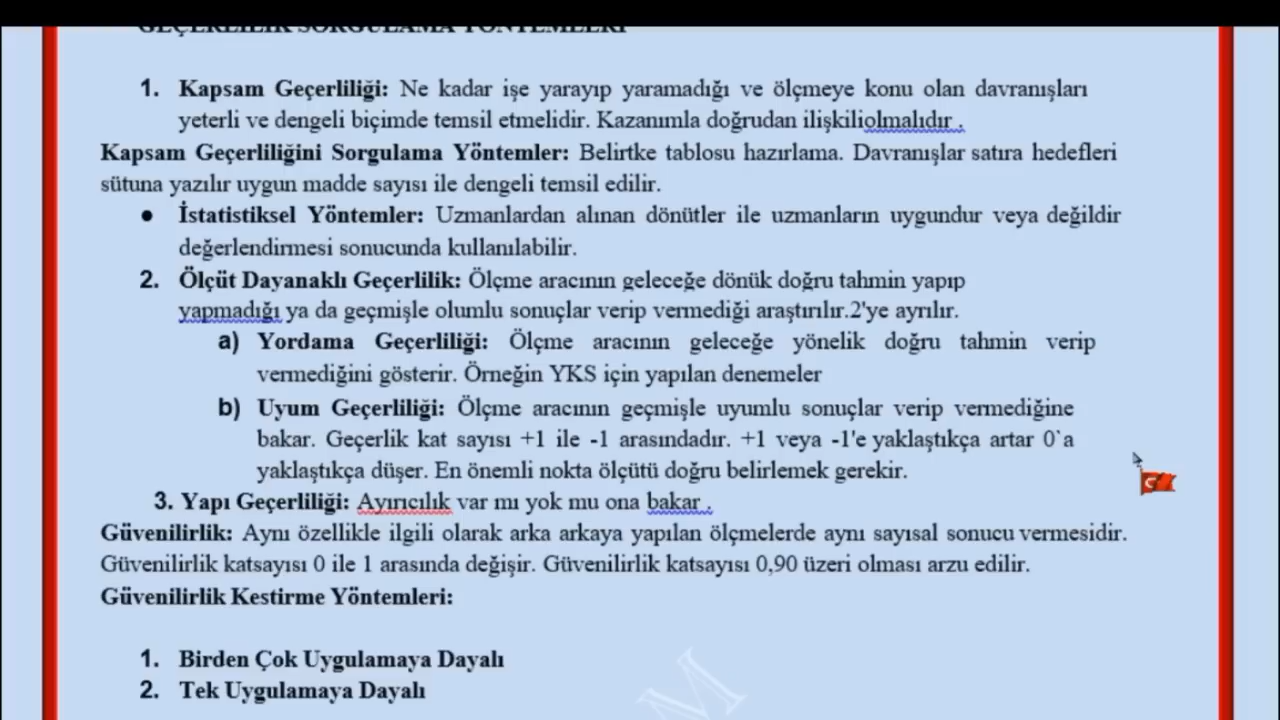 GEÇERLİLİK SORGULAMA YÖNTEMLERİ
1. Kapsam Geçerliliği: Ne kadar işe yarayıp yaramadığı ve ölçmeye konu olan davranışları
yeterli ve dengeli biçimde temsil etmelidir. Kazanımla doğrudan ilişkiliolmalıdır .
Kapsam Geçerliliğini Sorgulama Yöntemler: Belirtke tablosu hazırlama. Davranışlar satıra hedefleri
sütuna yazılır uygun madde sayısı ile dengeli temsil edilir.
● İstatistiksel Yöntemler: Uzmanlardan alınan dönütler ile uzmanların uygundur veya değildir
değerlendirmesi sonucunda kullanılabilir.
2. Ölçüt Dayanaklı Geçerlilik: Ölçme aracının geleceğe dönük doğru tahmin yapıp
yapmadığı ya da geçmişle olumlu sonuçlar verip vermediği araştırılır.2'ye ayrılır.
a) Yordama Geçerliliği: Ölçme aracının geleceğe yönelik doğru tahmin verip
vermediğini gösterir. Örneğin YKS için yapılan denemeler
b) Uyum Geçerliliği: Ölçme aracının geçmişle uyumlu sonuçlar verip vermediğine
bakar. Geçerlik kat sayısı +1 ile -1 arasındadır. +1 veya -1'e yaklaştıkça artar 0`a
yaklaştıkça düşer. En önemli nokta ölçütü doğru belirlemek gerekir.
3. Yapı Geçerliliği: Ayırıcılık var mı yok mu ona bakar .
Güvenilirlik: Aynı özellikle ilgili olarak arka arkaya yapılan ölçmelerde aynı sayısal sonucu vermesidir.
Güvenilirlik katsayısı 0 ile 1 arasında değişir. Güvenilirlik katsayısı 0,90 üzeri olması arzu edilir.
Güvenilirlik Kestirme Yöntemleri:
1. Birden Çok Uygulamaya Dayalı
2. Tek Uygulamaya Dayalı
M